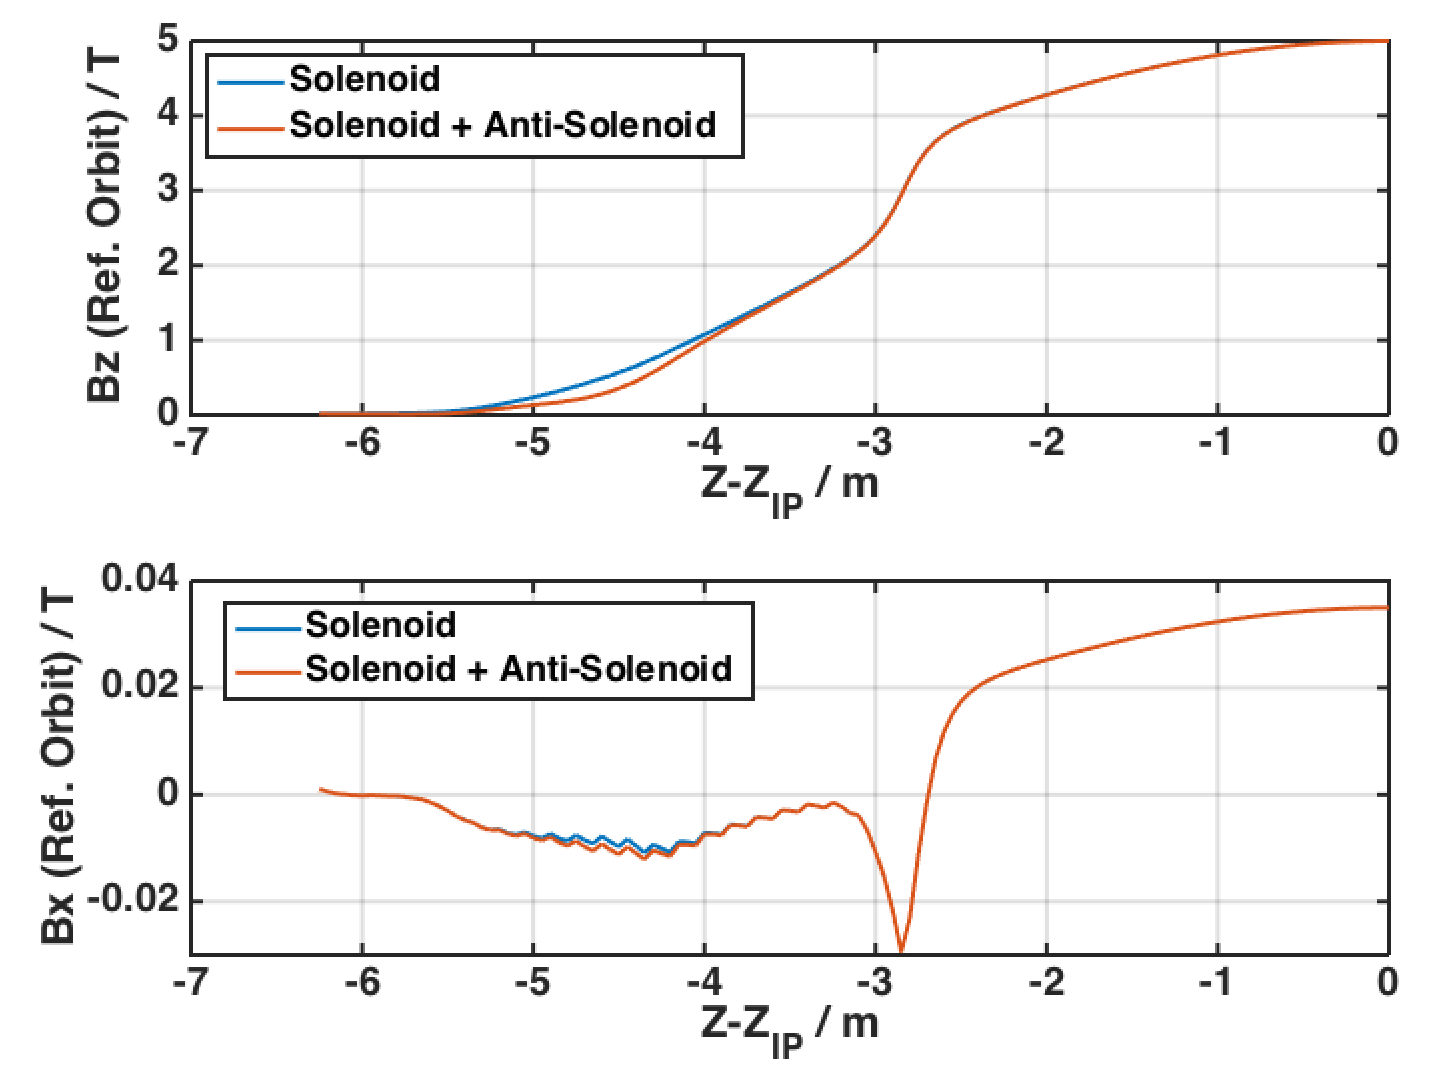 Bz (Ref. Orbit) / T
5
4
3
2
1
0
Solenoid
Solenoid + Anti-Solenoid
-7 -6 -5 -4 -3 -2 -1 0
Z-Z_IP / m
Bx (Ref. Orbit) / T
0.04
0.02
0
-0.02
Solenoid
Solenoid + Anti-Solenoid
-7 -6 -5 -4 -3 -2 -1 0
Z-Z_IP / m